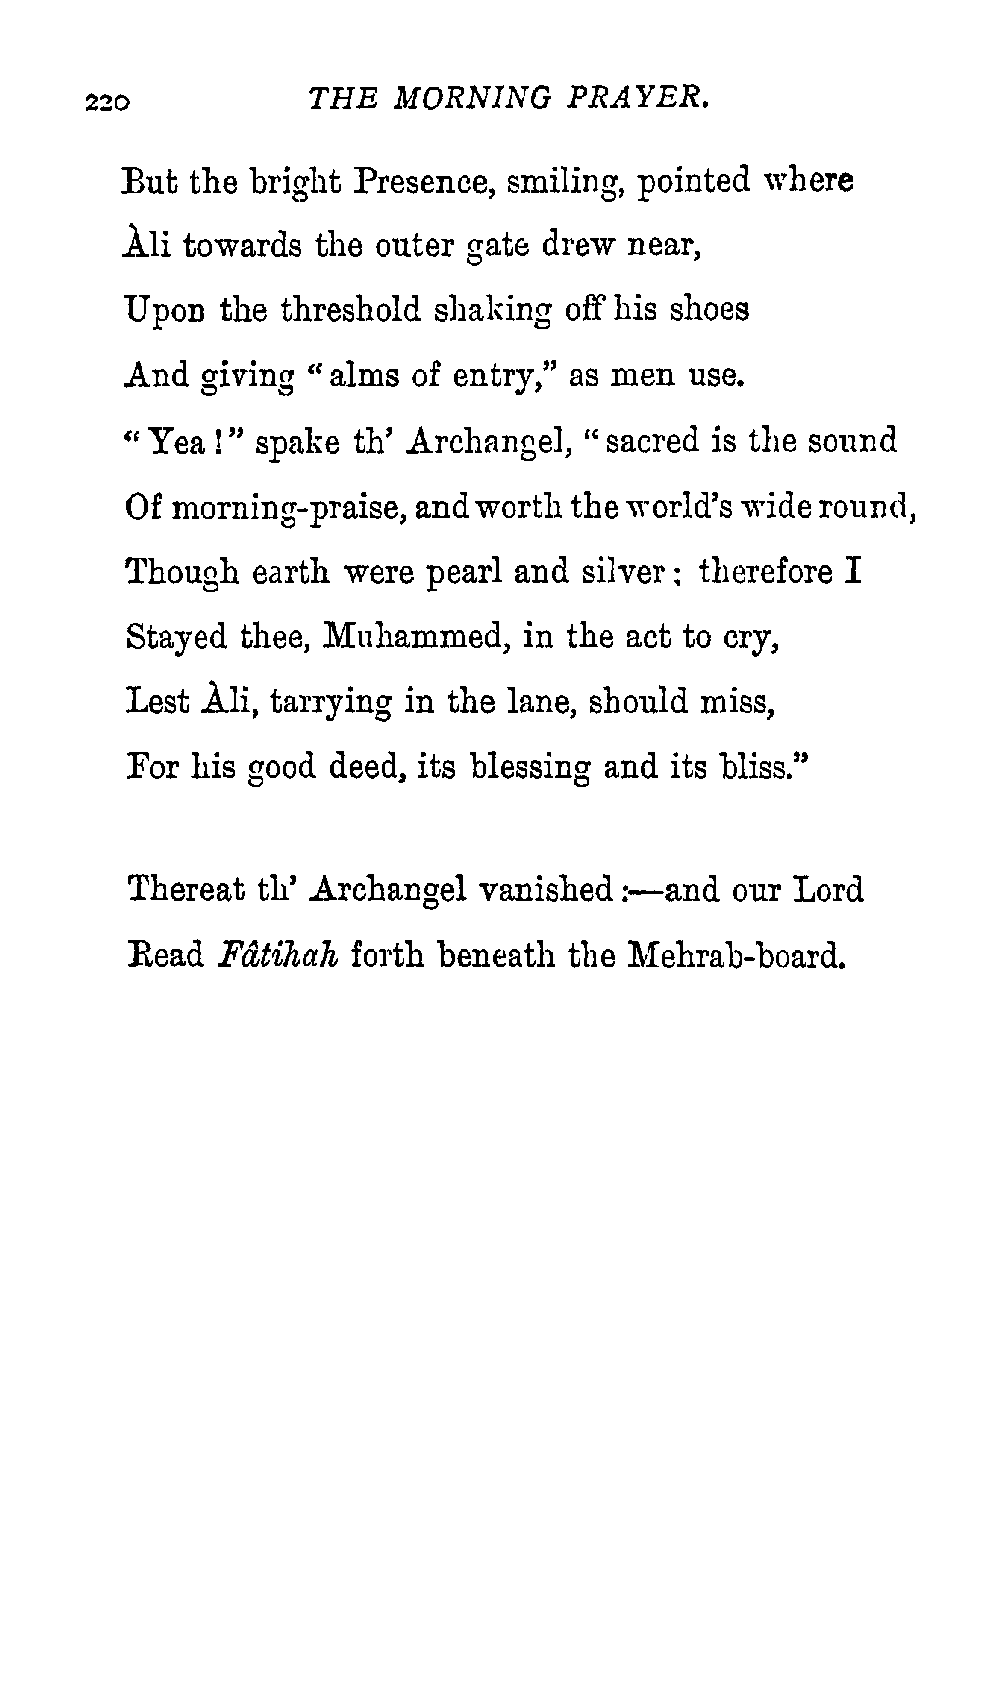 220 THE MORNING PRAYER.
But the bright Presence, smiling, pointed where
Àli towards the outer gate drew near,
Upon the threshold shaking off his shoes
And giving “alms of entry,” as men use.
“Yea!” spake th’ Archangel, “sacred is the sound
Of morning-praise, and worth the world’s wide round,
Though earth were pearl and silver; therefore I
Stayed thee, Muhammed, in the act to cry,
Lest Àli, tarrying in the lane, should miss,
For his good deed, its blessing and its bliss.”
Thereat th’ Archangel vanished:—and our Lord
Read Fâtihah forth beneath the Mehrab-board.